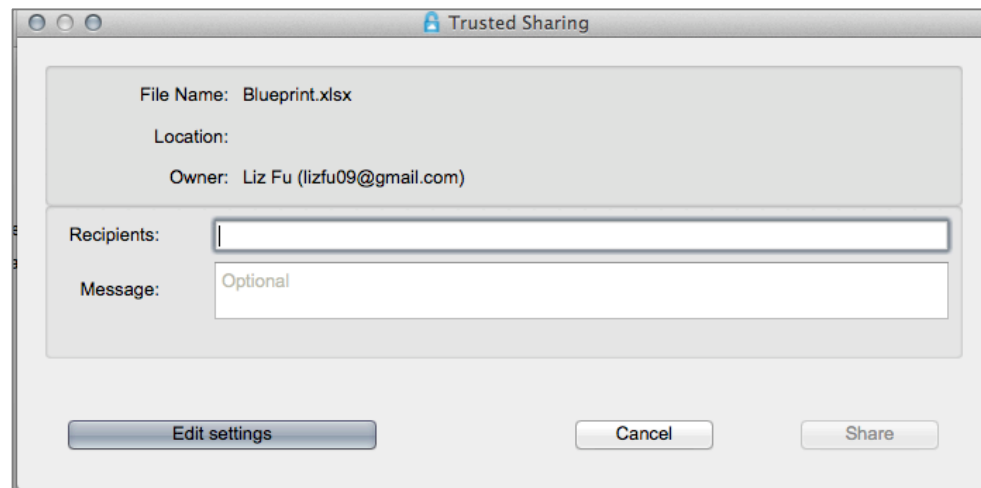 Trusted Sharing
File Name: Blueprint.xlsx
Location:
Owner: Liz Fu (lizfu09@gmail.com)
Recipients:
Message: Optional
Edit settings Cancel Share